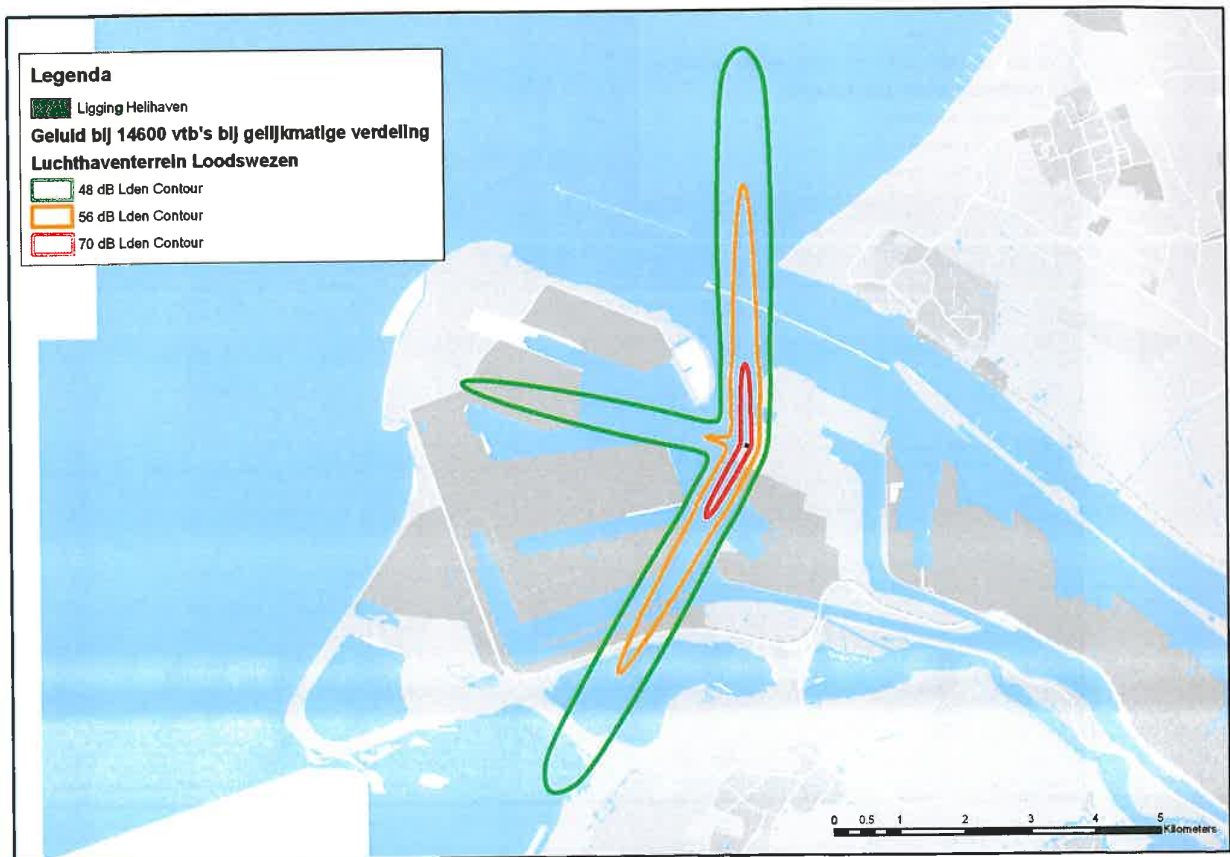 Legenda
Ligging Helihaven
Geluid bij 14600 vtb's bij gelijkmatige verdeling
Luchthaventerrein Loodswezen
48 dB Lden Contour
56 dB Lden Contour
70 dB Lden Contour
0 0.5 1 2 3 4 5
Kilometers